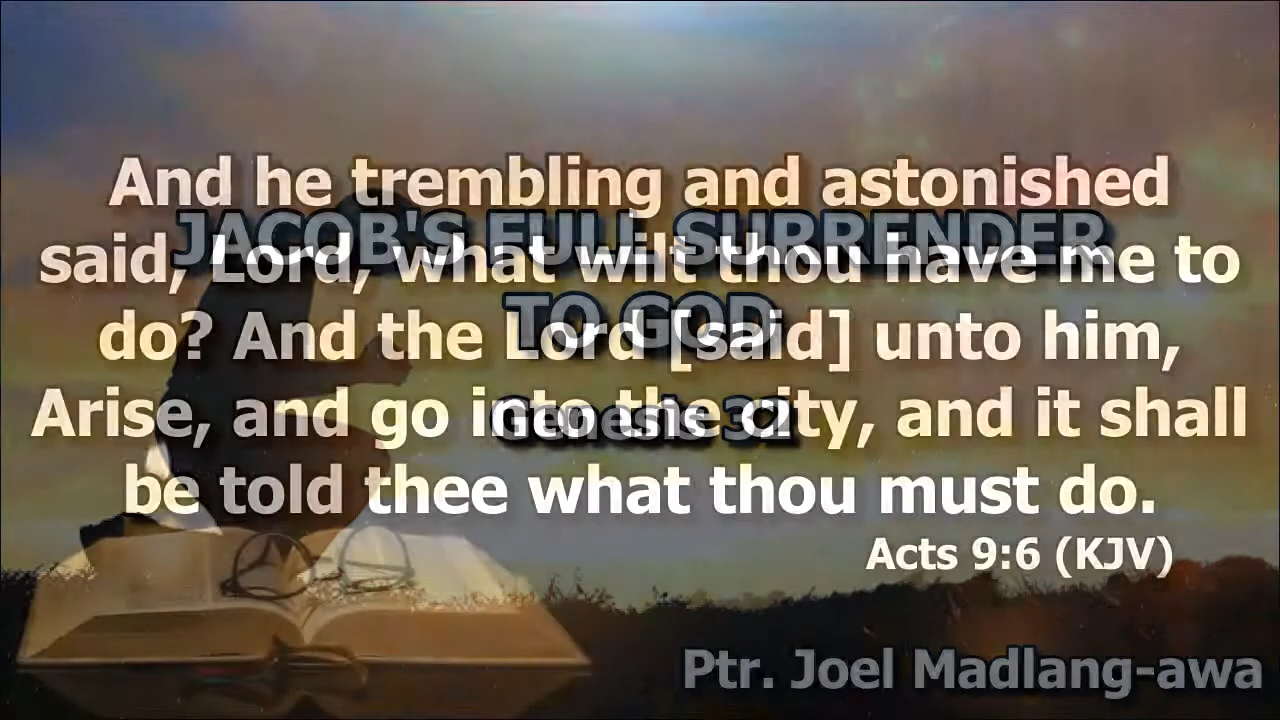 And he trembling and astonished
said, Lord, what wilt thou have me to
do? And the Lord [said] unto him,
Arise, and go into the city, and it shall
be told thee what thou must do.
Acts 9:6 (KJV)
JACOB'S FULL SURRENDER
TO GOD
Genesis 32
Ptr. Joel Madlang-awa